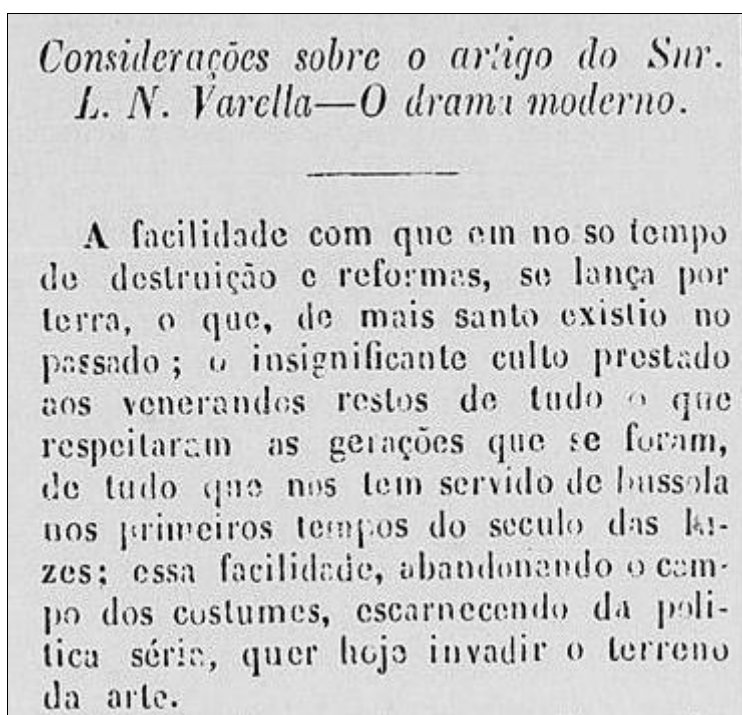 Considerações sobre o artigo do Snr.
L. N. Varella—O drama moderno.
A facilidade com que em nosso tempo
de destruição e reformas, se lança por
terra, o que, de mais santo existio no
passado; o insignificante culto prestado
aos venerandos restos de tudo o que
respeitaram as gerações que se foram,
de tudo que nos tem servido de bussola
nos primeiros tempos do seculo das lu-
zes; essa facilidade, abandonando o cam-
po dos costumes, escarnecendo da poli-
tica séria, quer hoje invadir o terreno
da arte.